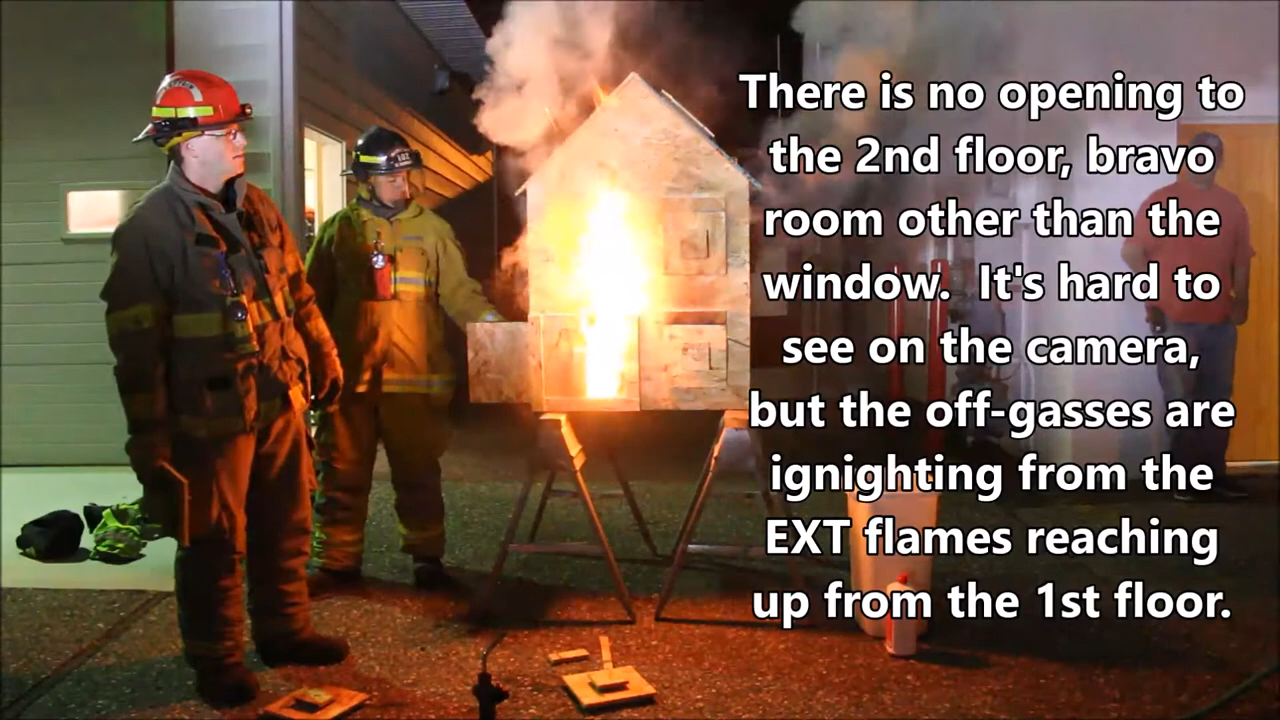 There is no opening to
the 2nd floor, bravo
room other than the
window.  It's hard to
see on the camera,
but the off-gasses are
ignighting from the
EXT flames reaching
up from the 1st floor.
102